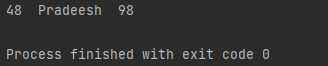 48  Pradeesh  98
Process finished with exit code 0